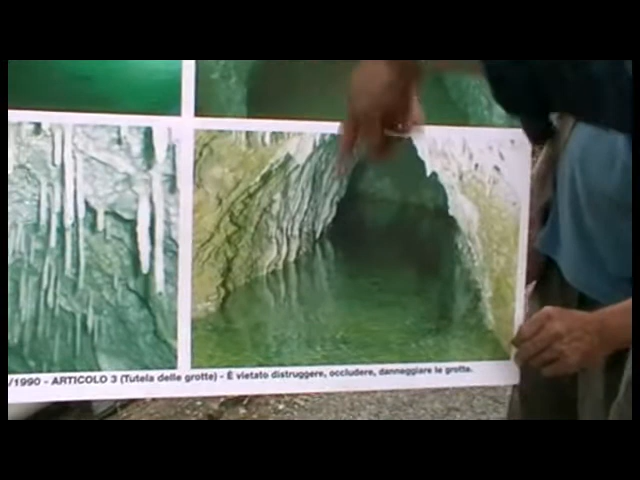 /1990 - ARTICOLO 3 (Tutela delle grotte) - È vietato distruggere, occludere, danneggiare le grotte.